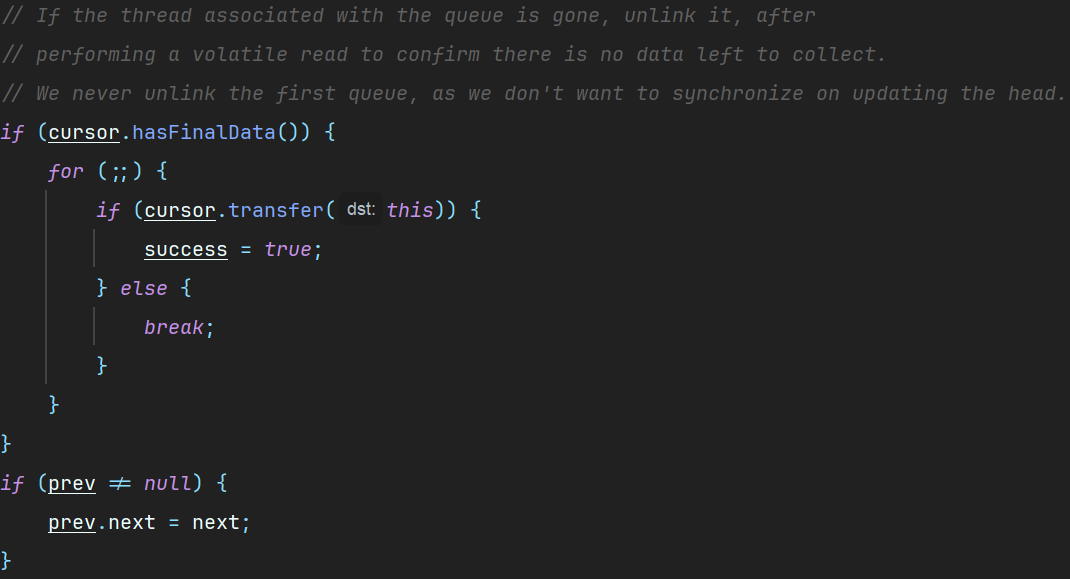 // If the thread associated with the queue is gone, unlink it, after
// performing a volatile read to confirm there is no data left to collect.
// We never unlink the first queue, as we don't want to synchronize on updating the head.
if (cursor.hasFinalData()) {
    for (;;) {
        if (cursor.transfer( dst: this)) {
            success = true;
        } else {
            break;
        }
    }
}
if (prev != null) {
    prev.next = next;
}